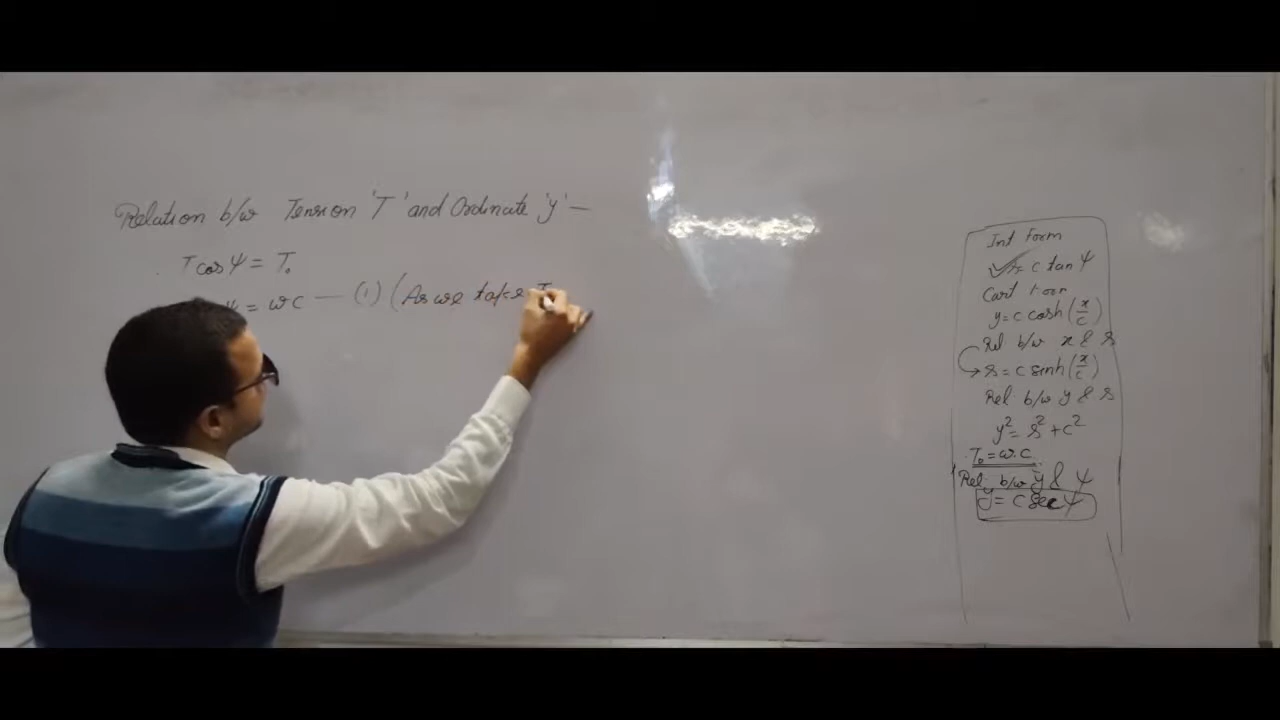 Relation b/w Tension 'T' and Ordinate 'y' —
T cos ψ = T₀
ψ = wc — (1) (As we take T
Int Form
s = c tan ψ
Cart Form
y = c cosh (x/c)
Rel b/w x & s
s = c sinh (x/c)
Rel. b/w y & s
y² = s² + c²
T₀ = w.c
Rel. b/w y & ψ
y = c sec ψ